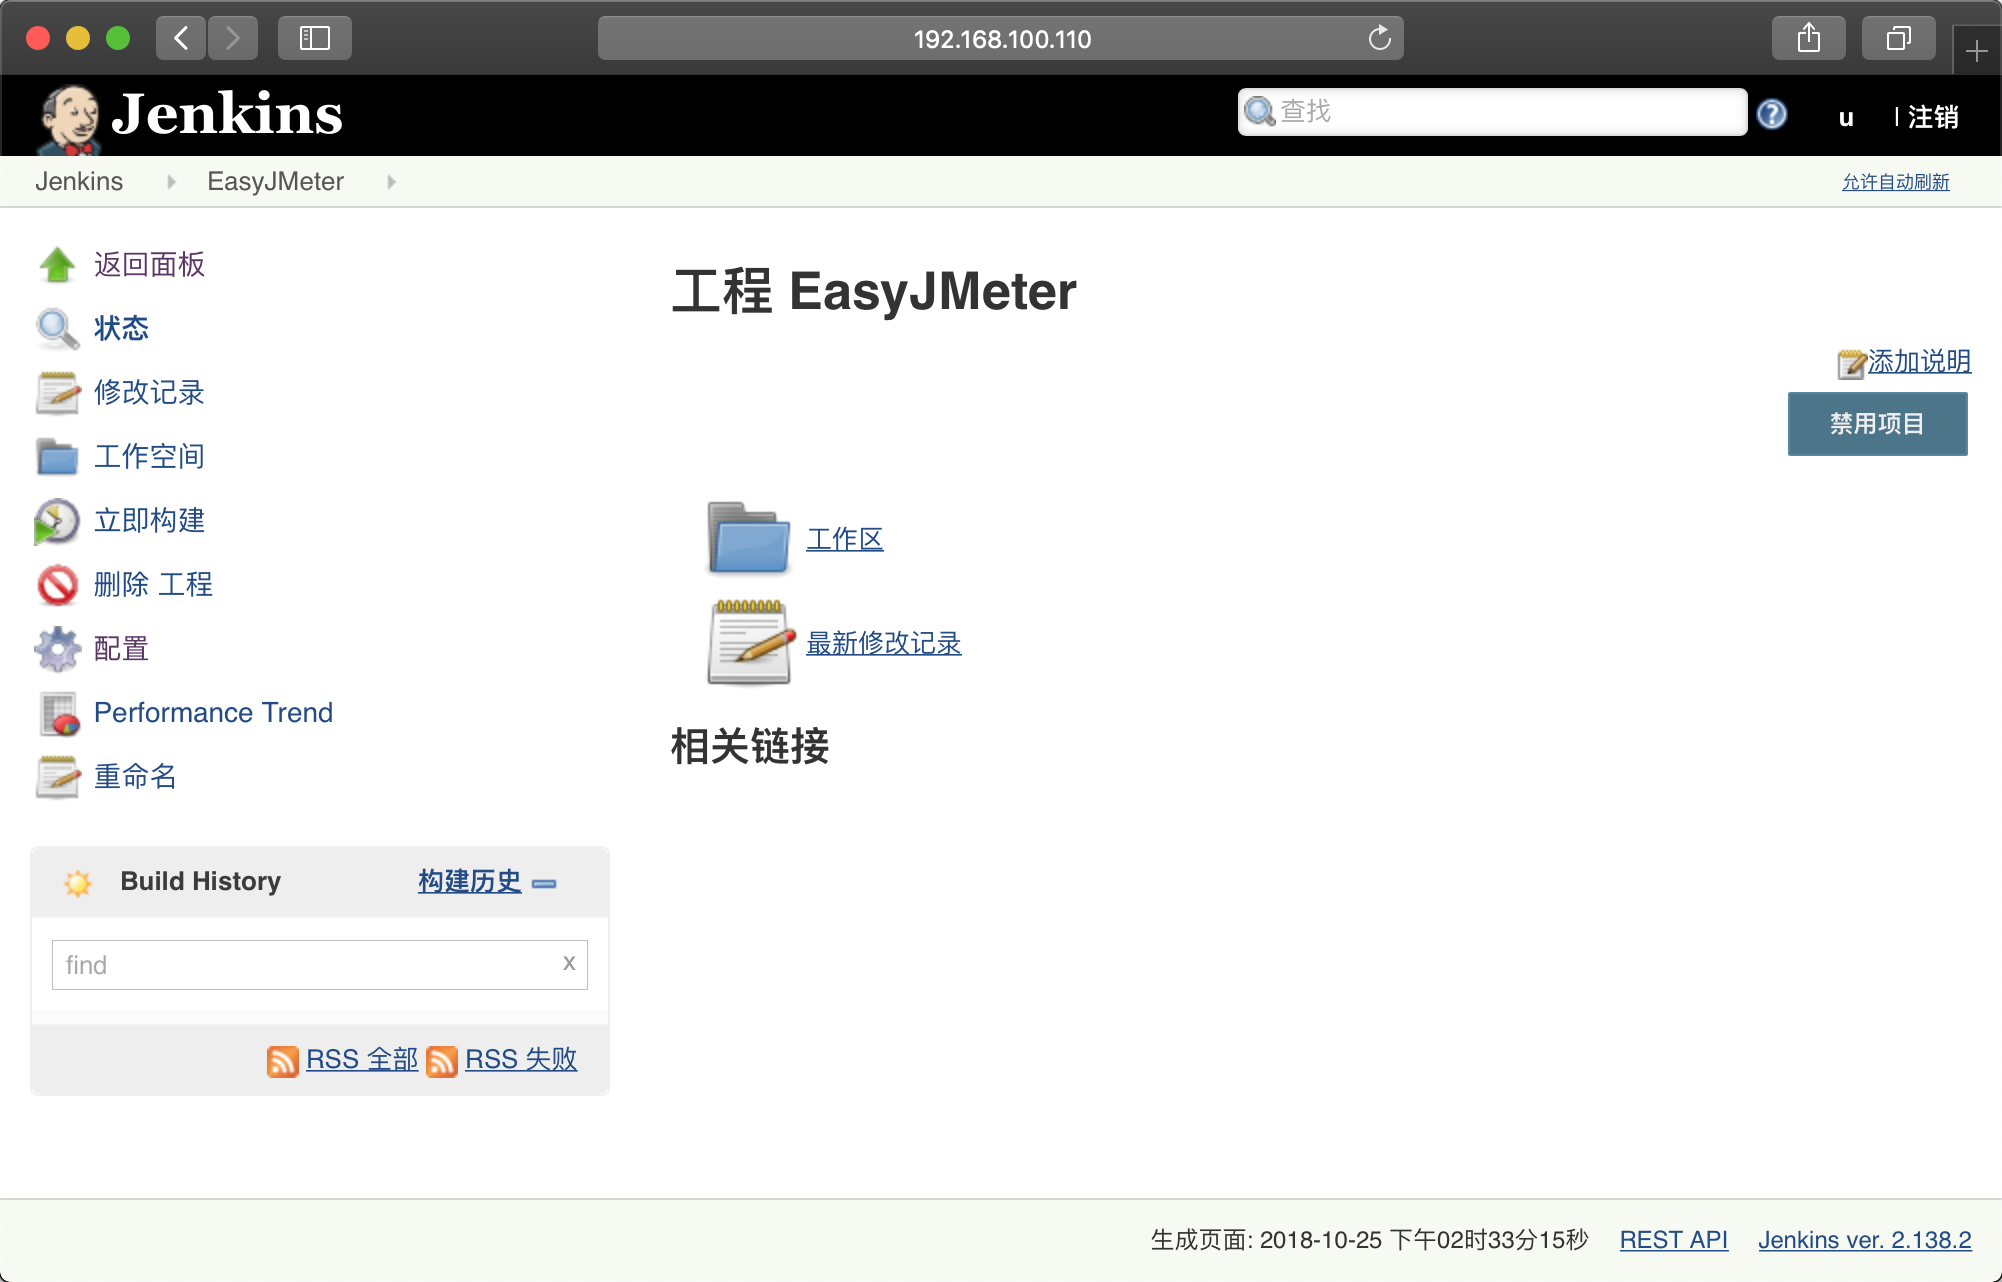 192.168.100.110
Jenkins
查找
u | 注销
Jenkins EasyJMeter
允许自动刷新
返回面板
状态
修改记录
工作空间
立即构建
删除 工程
配置
Performance Trend
重命名
Build History 构建历史
find x
RSS 全部 RSS 失败
工程 EasyJMeter
添加说明
禁用项目
工作区
最新修改记录
相关链接
生成页面: 2018-10-25 下午02时33分15秒 REST API Jenkins ver. 2.138.2